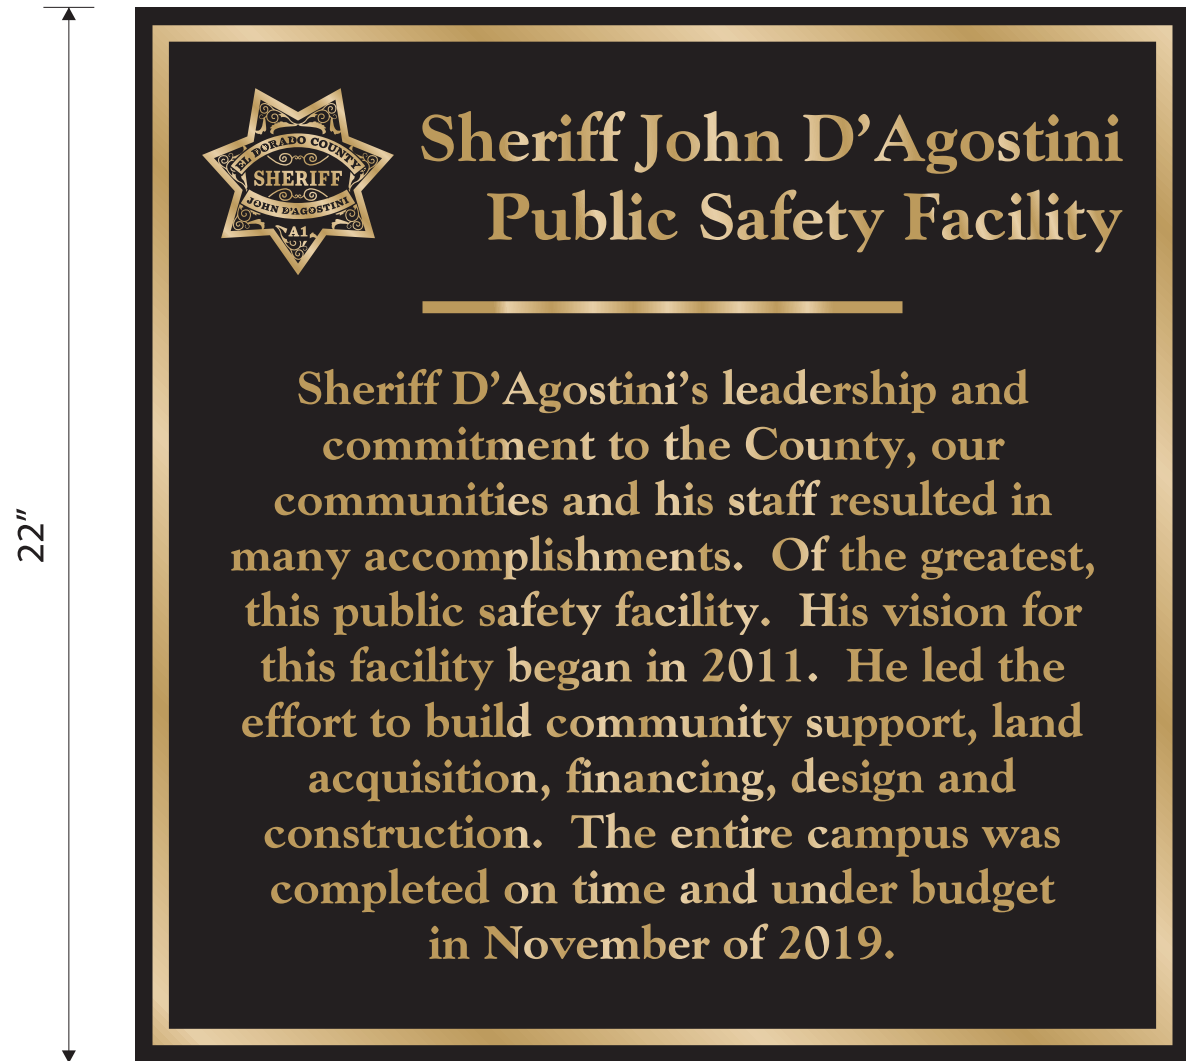 22"
EL DORADO COUNTY
SHERIFF
JOHN D'AGOSTINI
A1
Sheriff John D’Agostini
Public Safety Facility
Sheriff D’Agostini’s leadership and
commitment to the County, our
communities and his staff resulted in
many accomplishments.  Of the greatest,
this public safety facility.  His vision for
this facility began in 2011.  He led the
effort to build community support, land
acquisition, financing, design and
construction.  The entire campus was
completed on time and under budget
in November of 2019.